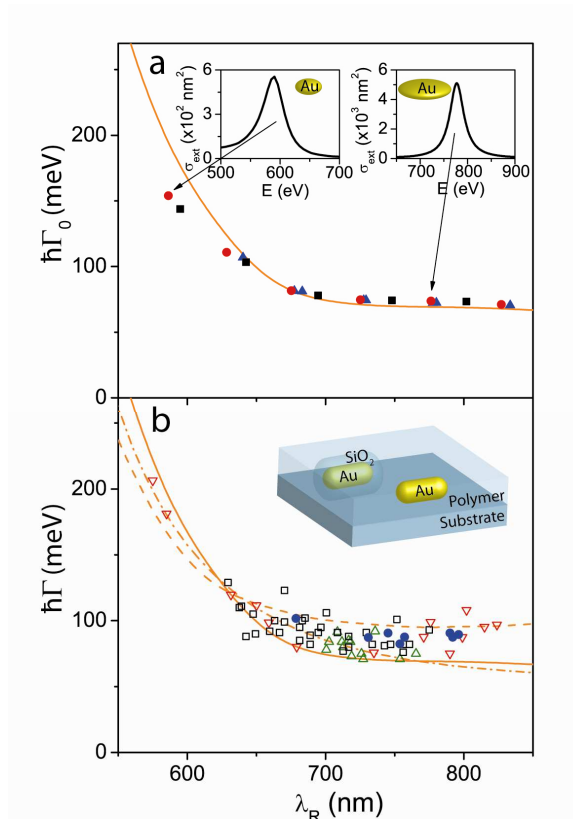 a
ħΓ₀ (meV)
200
100
0
σext (x10² nm²)
6
3
0
Au
500 600 700
E (eV)
σext (x10³ nm²)
6
4
2
0
Au
700 800 900
E (eV)
b
ħΓ (meV)
200
100
0
SiO₂
Au
Au
Polymer
Substrate
600 700 800
λR (nm)